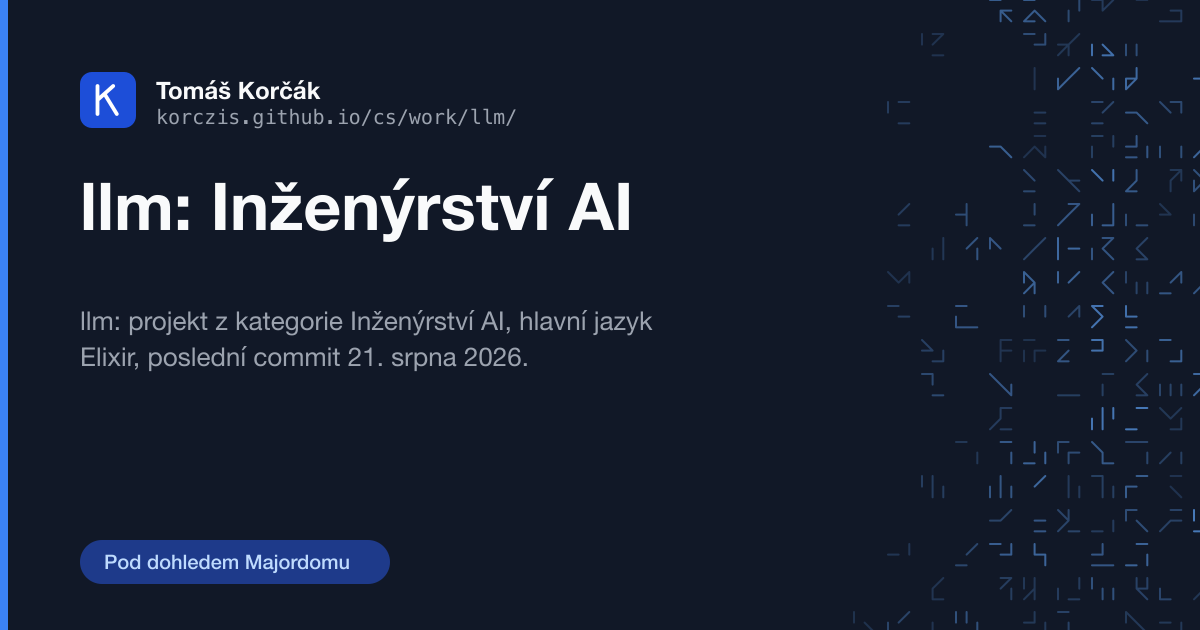 K
Tomáš Korčák
korczis.github.io/cs/work/llm/
llm: Inženýrství AI
llm: projekt z kategorie Inženýrství AI, hlavní jazyk
Elixir, poslední commit 21. srpna 2026.
Pod dohledem Majordomu